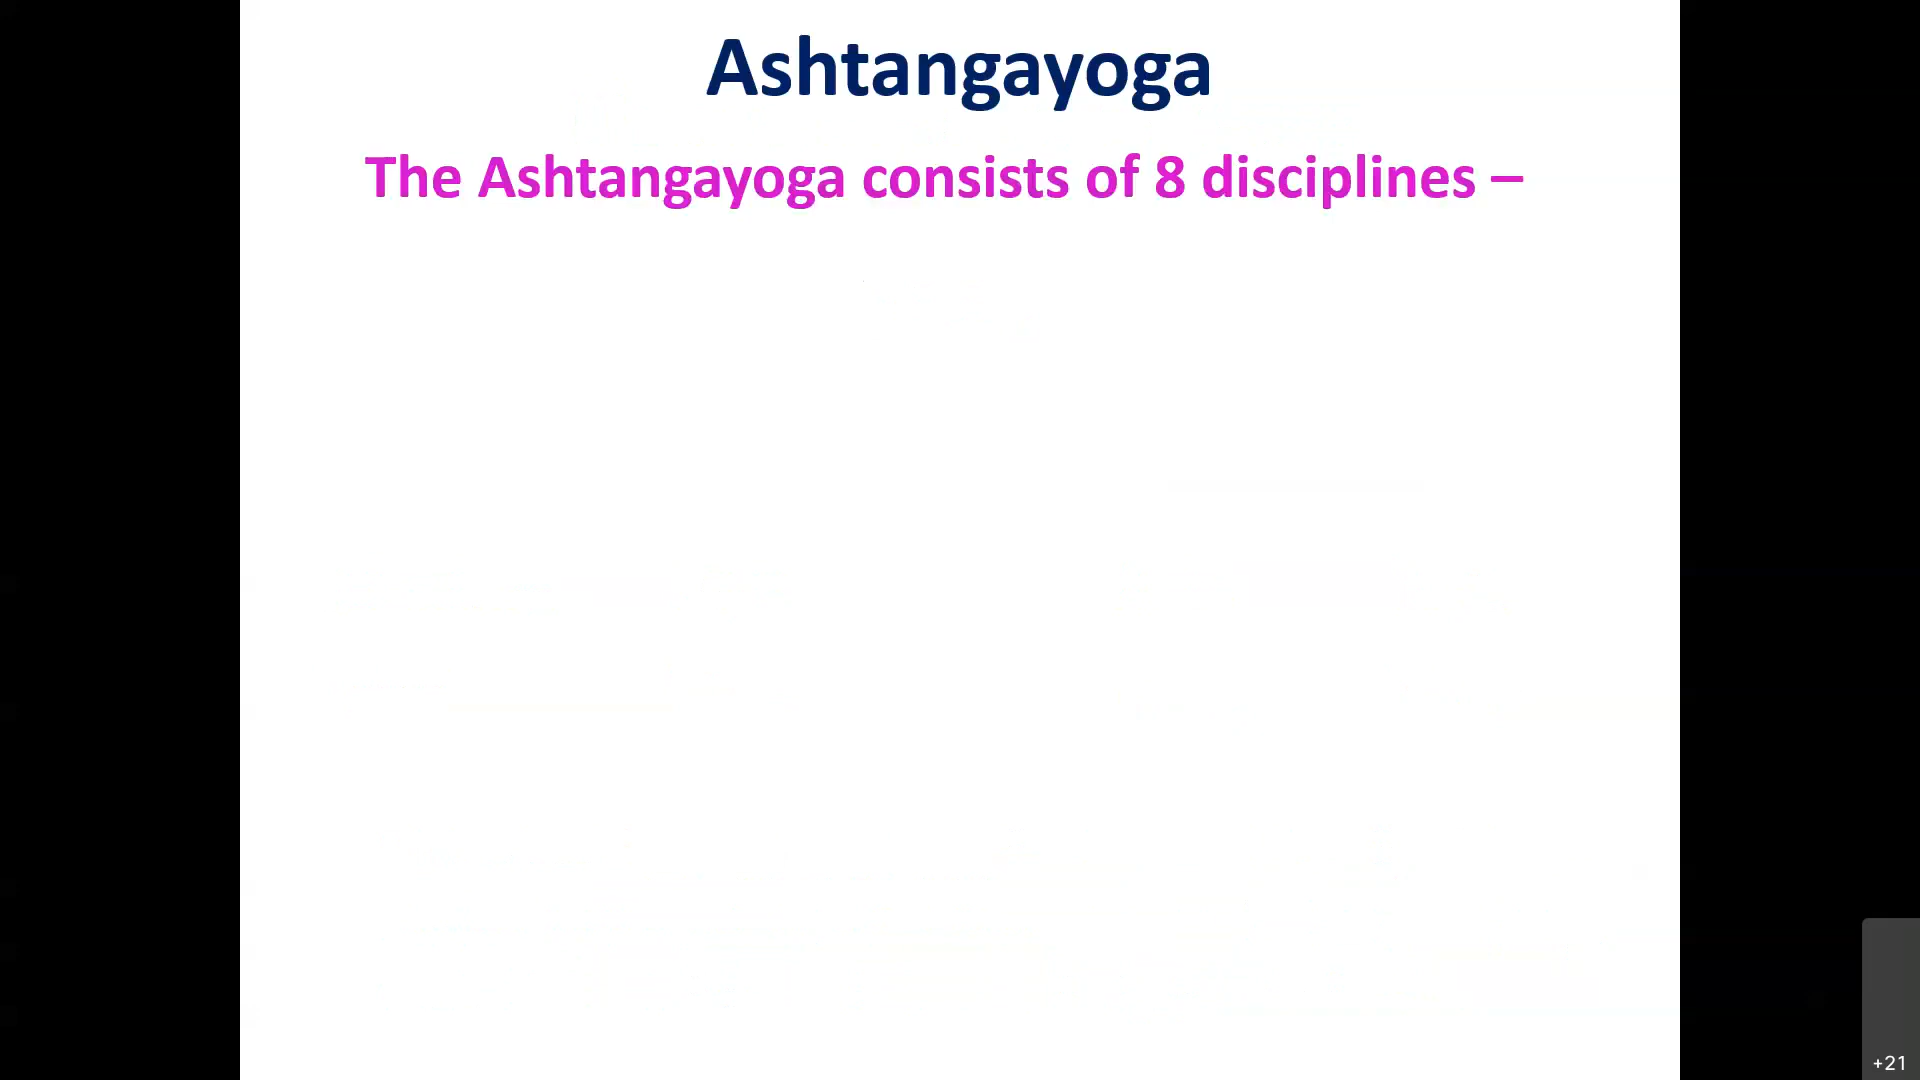 Ashtangayoga
The Ashtangayoga consists of 8 disciplines –
+21